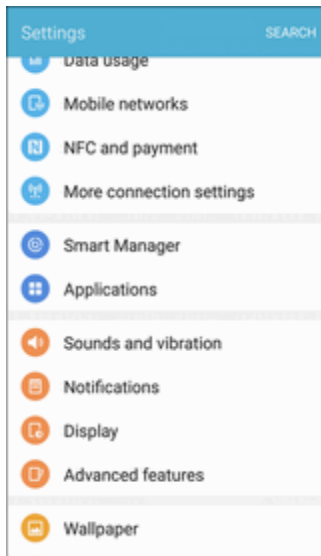 Settings
SEARCH
Data usage
Mobile networks
NFC and payment
More connection settings
Smart Manager
Applications
Sounds and vibration
Notifications
Display
Advanced features
Wallpaper